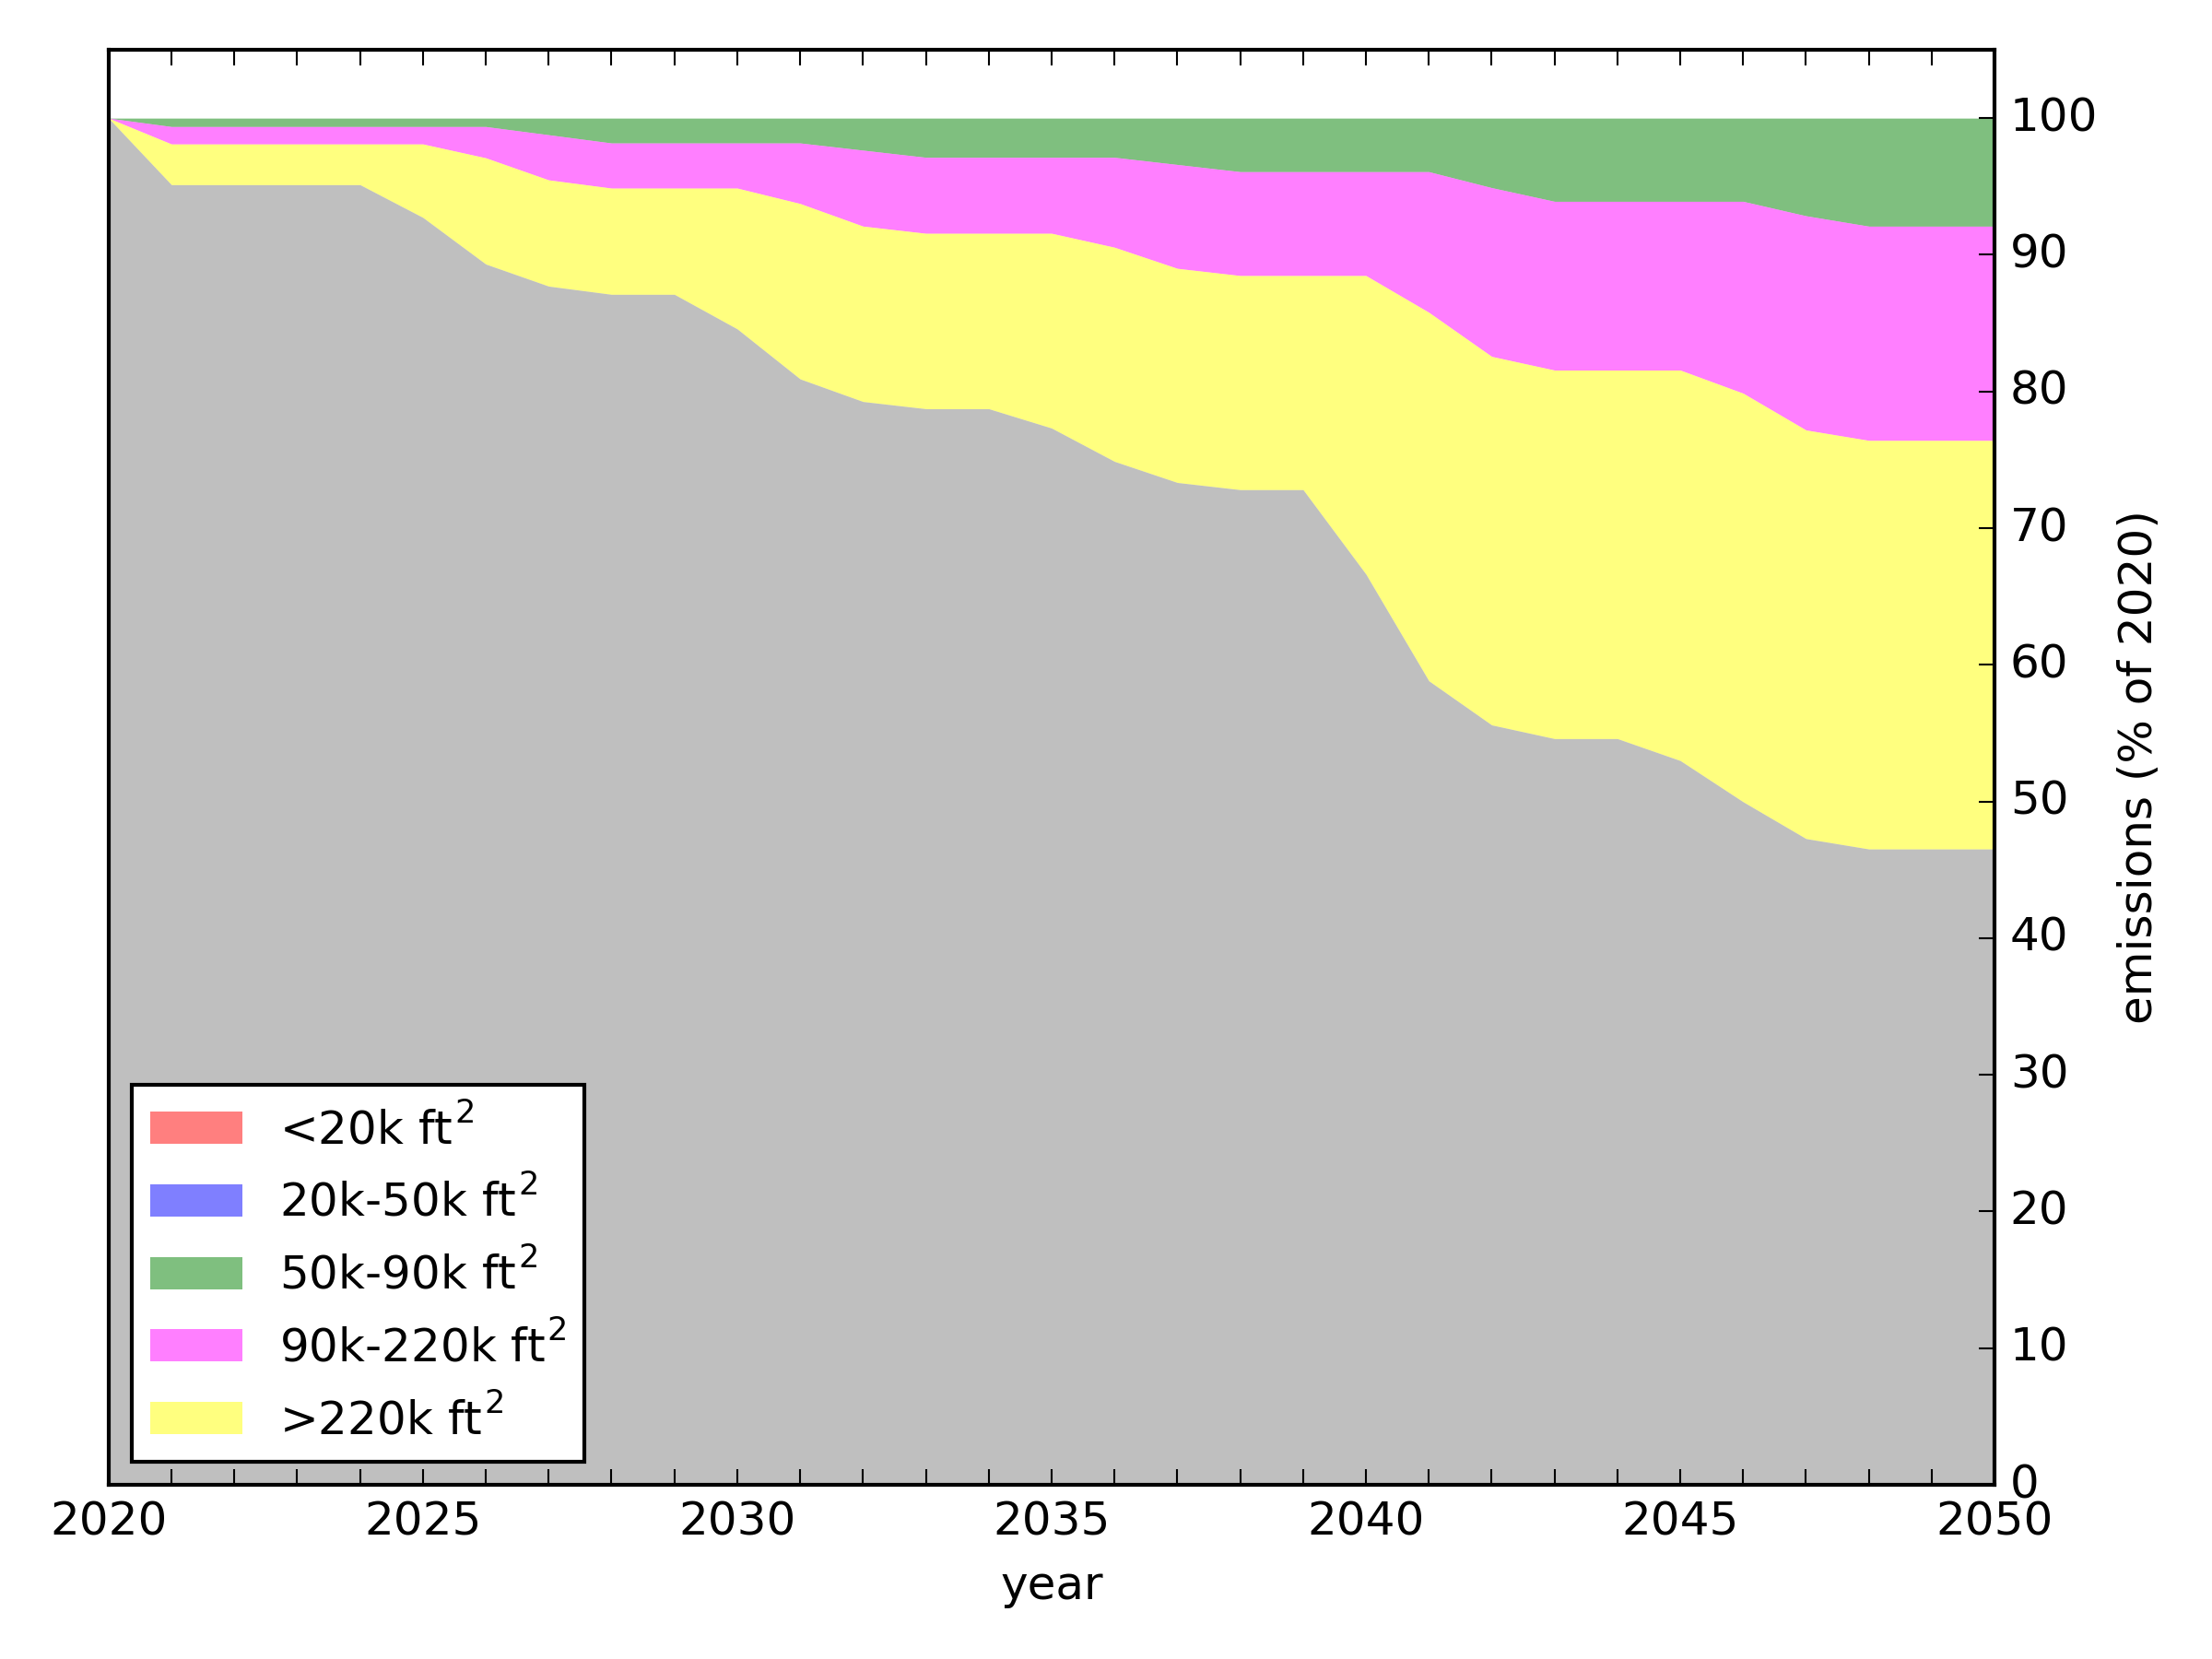 100
90
80
70
60
50
40
30
20
10
0
emissions (% of 2020)
<20k ft²
20k-50k ft²
50k-90k ft²
90k-220k ft²
>220k ft²
2020 2025 2030 2035 2040 2045 2050
year